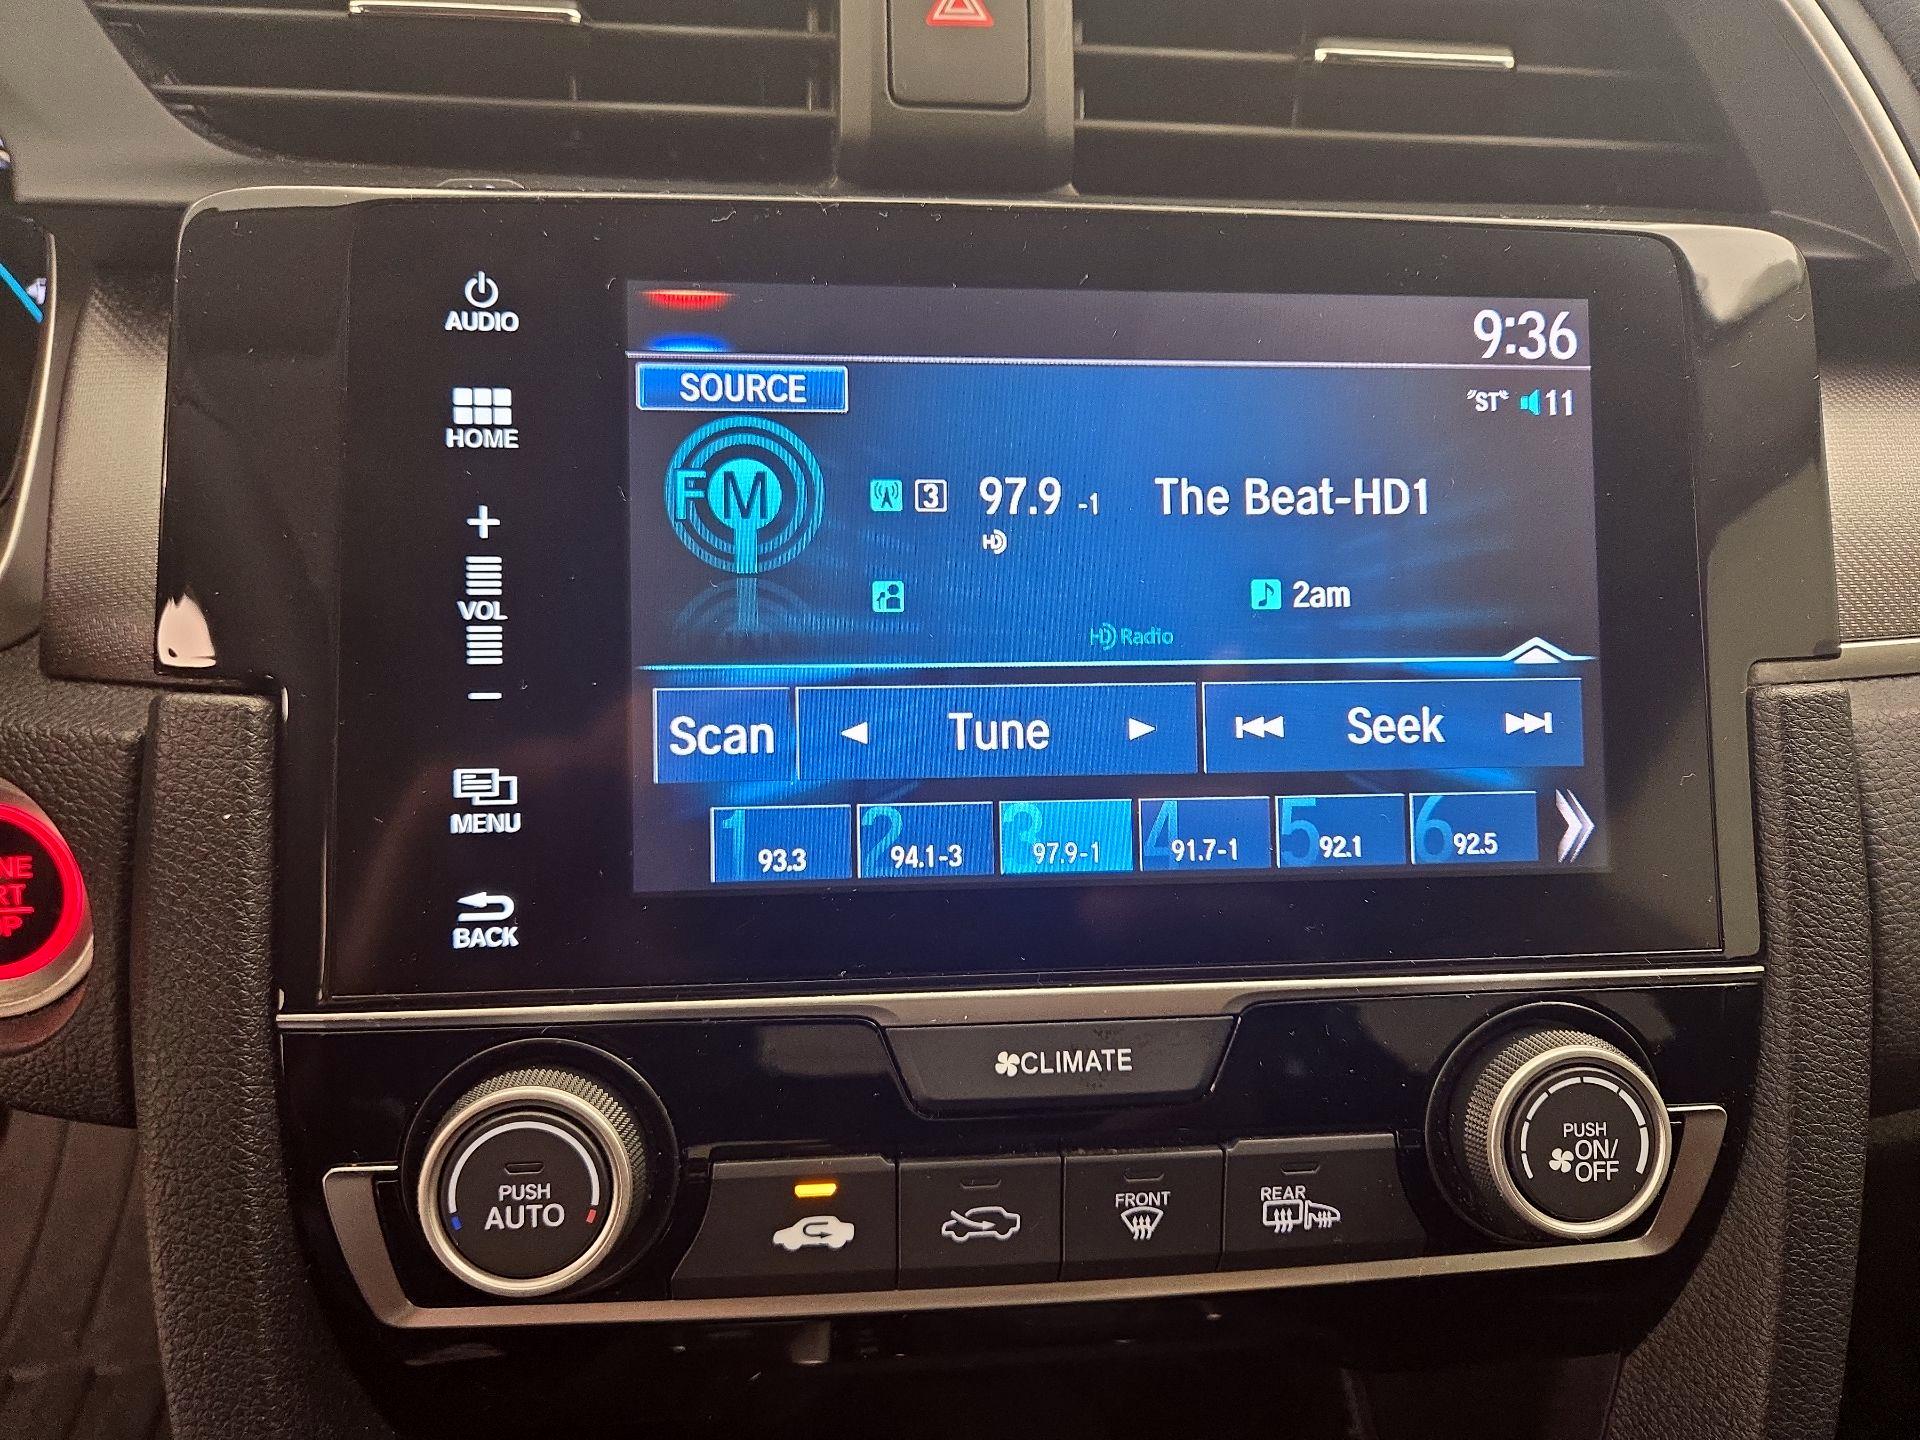 AUDIO
HOME
+
VOL
−
MENU
BACK
9:36
SOURCE
"ST" 11
FM
3 97.9 -1 The Beat-HD1
HD
2am
HD Radio
Scan Tune Seek
1 93.3
2 94.1-3
3 97.9-1
4 91.7-1
5 92.1
6 92.5
CLIMATE
PUSH
AUTO
FRONT
REAR
PUSH
ON/
OFF